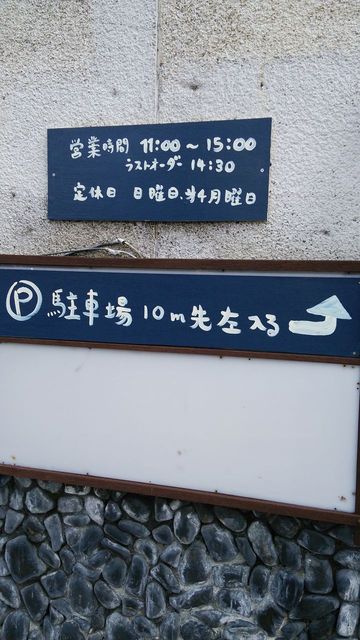 営業時間 11:00～15:00
ラストオーダ 14:30
定休日 日曜日、第4月曜日
Ⓟ駐車場10m先左入る